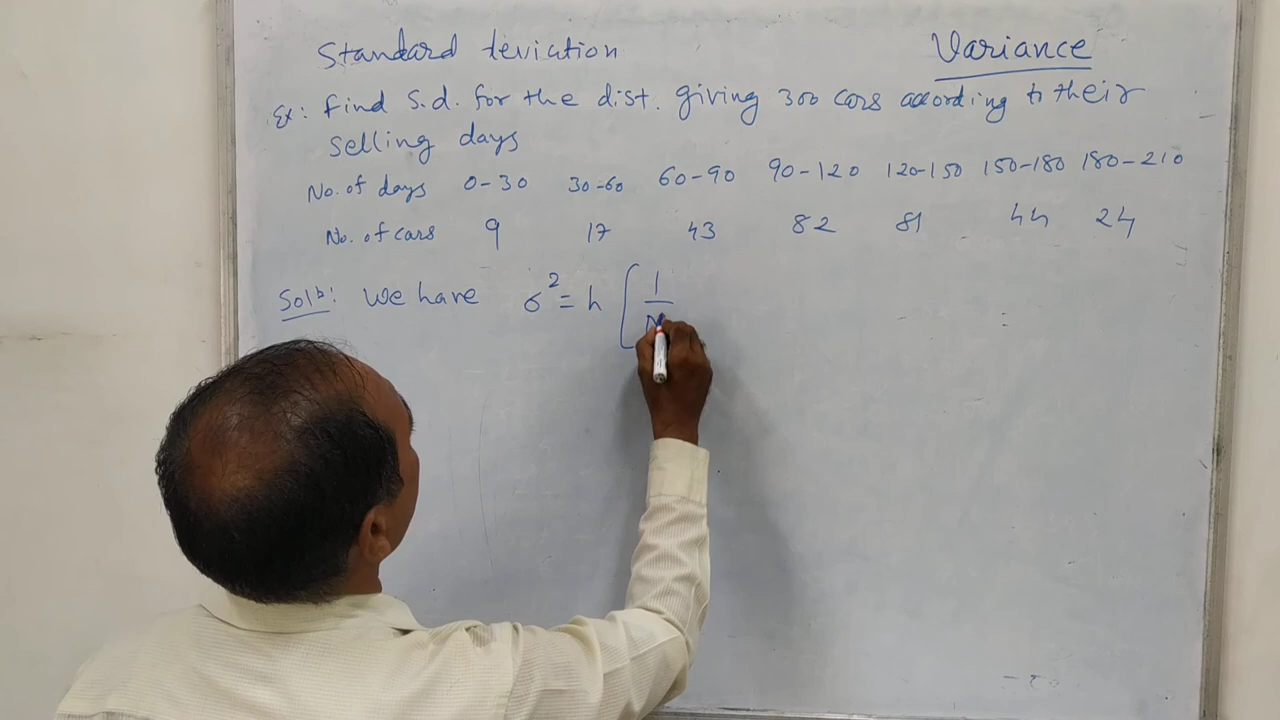 Standard deviation Variance
Ex: Find S.d. for the dist. giving 300 cars according to their
selling days
No. of days 0-30 30-60 60-90 90-120 120-150 150-180 180-210
No. of cars 9 17 43 82 81 44 24
Solⁿ: We have σ² = h [ 1/N